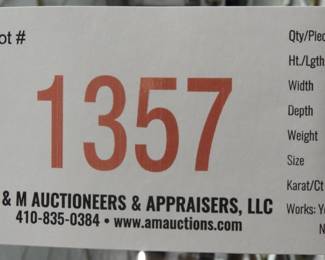 ot #
1357
& M AUCTIONEERS & APPRAISERS, LLC
410-835-0384 • www.amauctions.com
Qty/Piec
Ht./Lgth
Width
Depth
Weight
Size
Karat/Ct
Works: Y
N